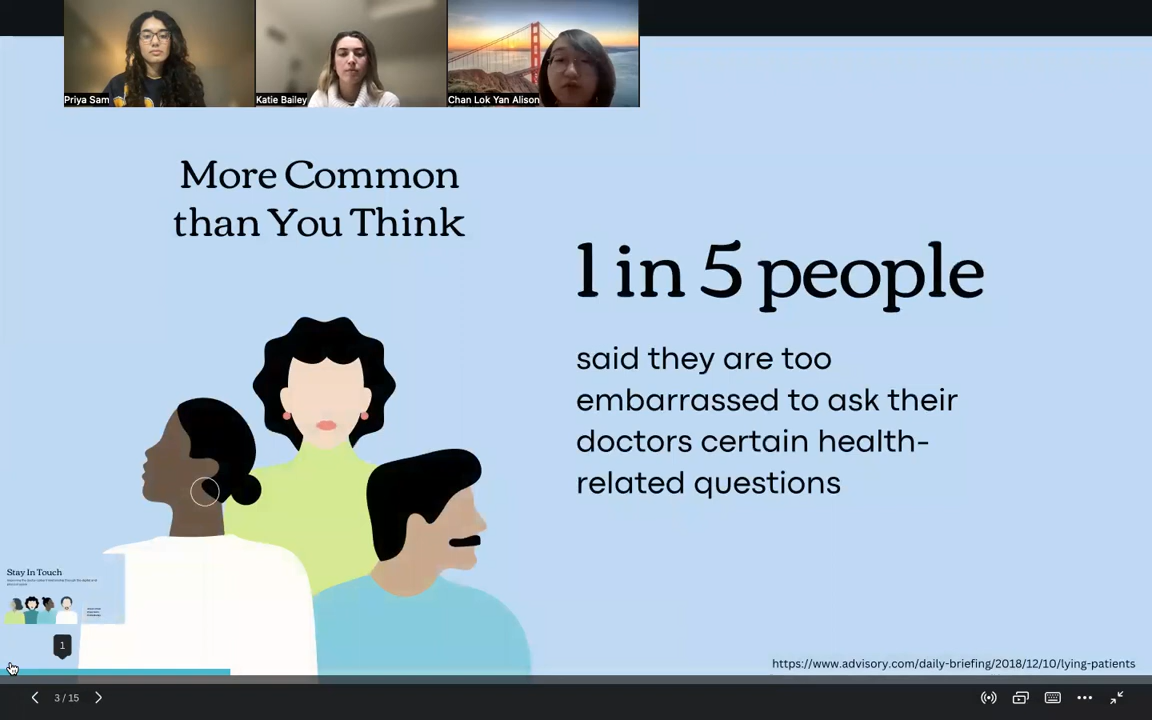 Priya Sam
Katie Bailey
Chan Lok Yan Alison
More Common
than You Think
1 in 5 people
said they are too
embarrassed to ask their
doctors certain health-
related questions
Stay In Touch
1
https://www.advisory.com/daily-briefing/2018/12/10/lying-patients
3 / 15